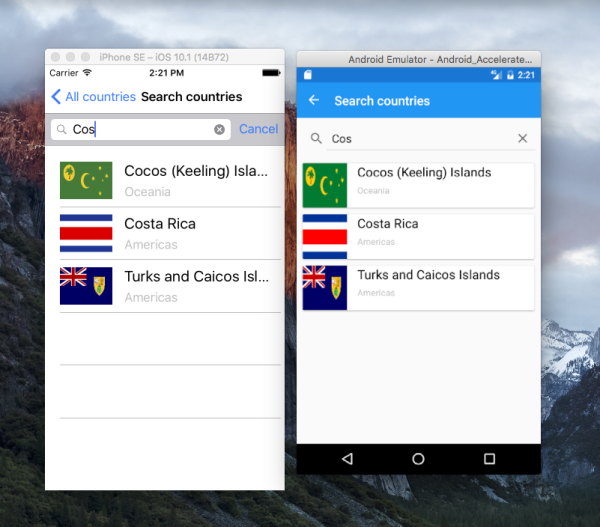 iPhone SE – iOS 10.1 (14B72)
Carrier 2:21 PM
All countries Search countries
Cos Cancel
Cocos (Keeling) Isla...
Oceania
Costa Rica
Americas
Turks and Caicos Isl...
Americas
Android Emulator - Android_Accelerate...
2:21
Search countries
Cos
Cocos (Keeling) Islands
Oceania
Costa Rica
Americas
Turks and Caicos Islands
Americas